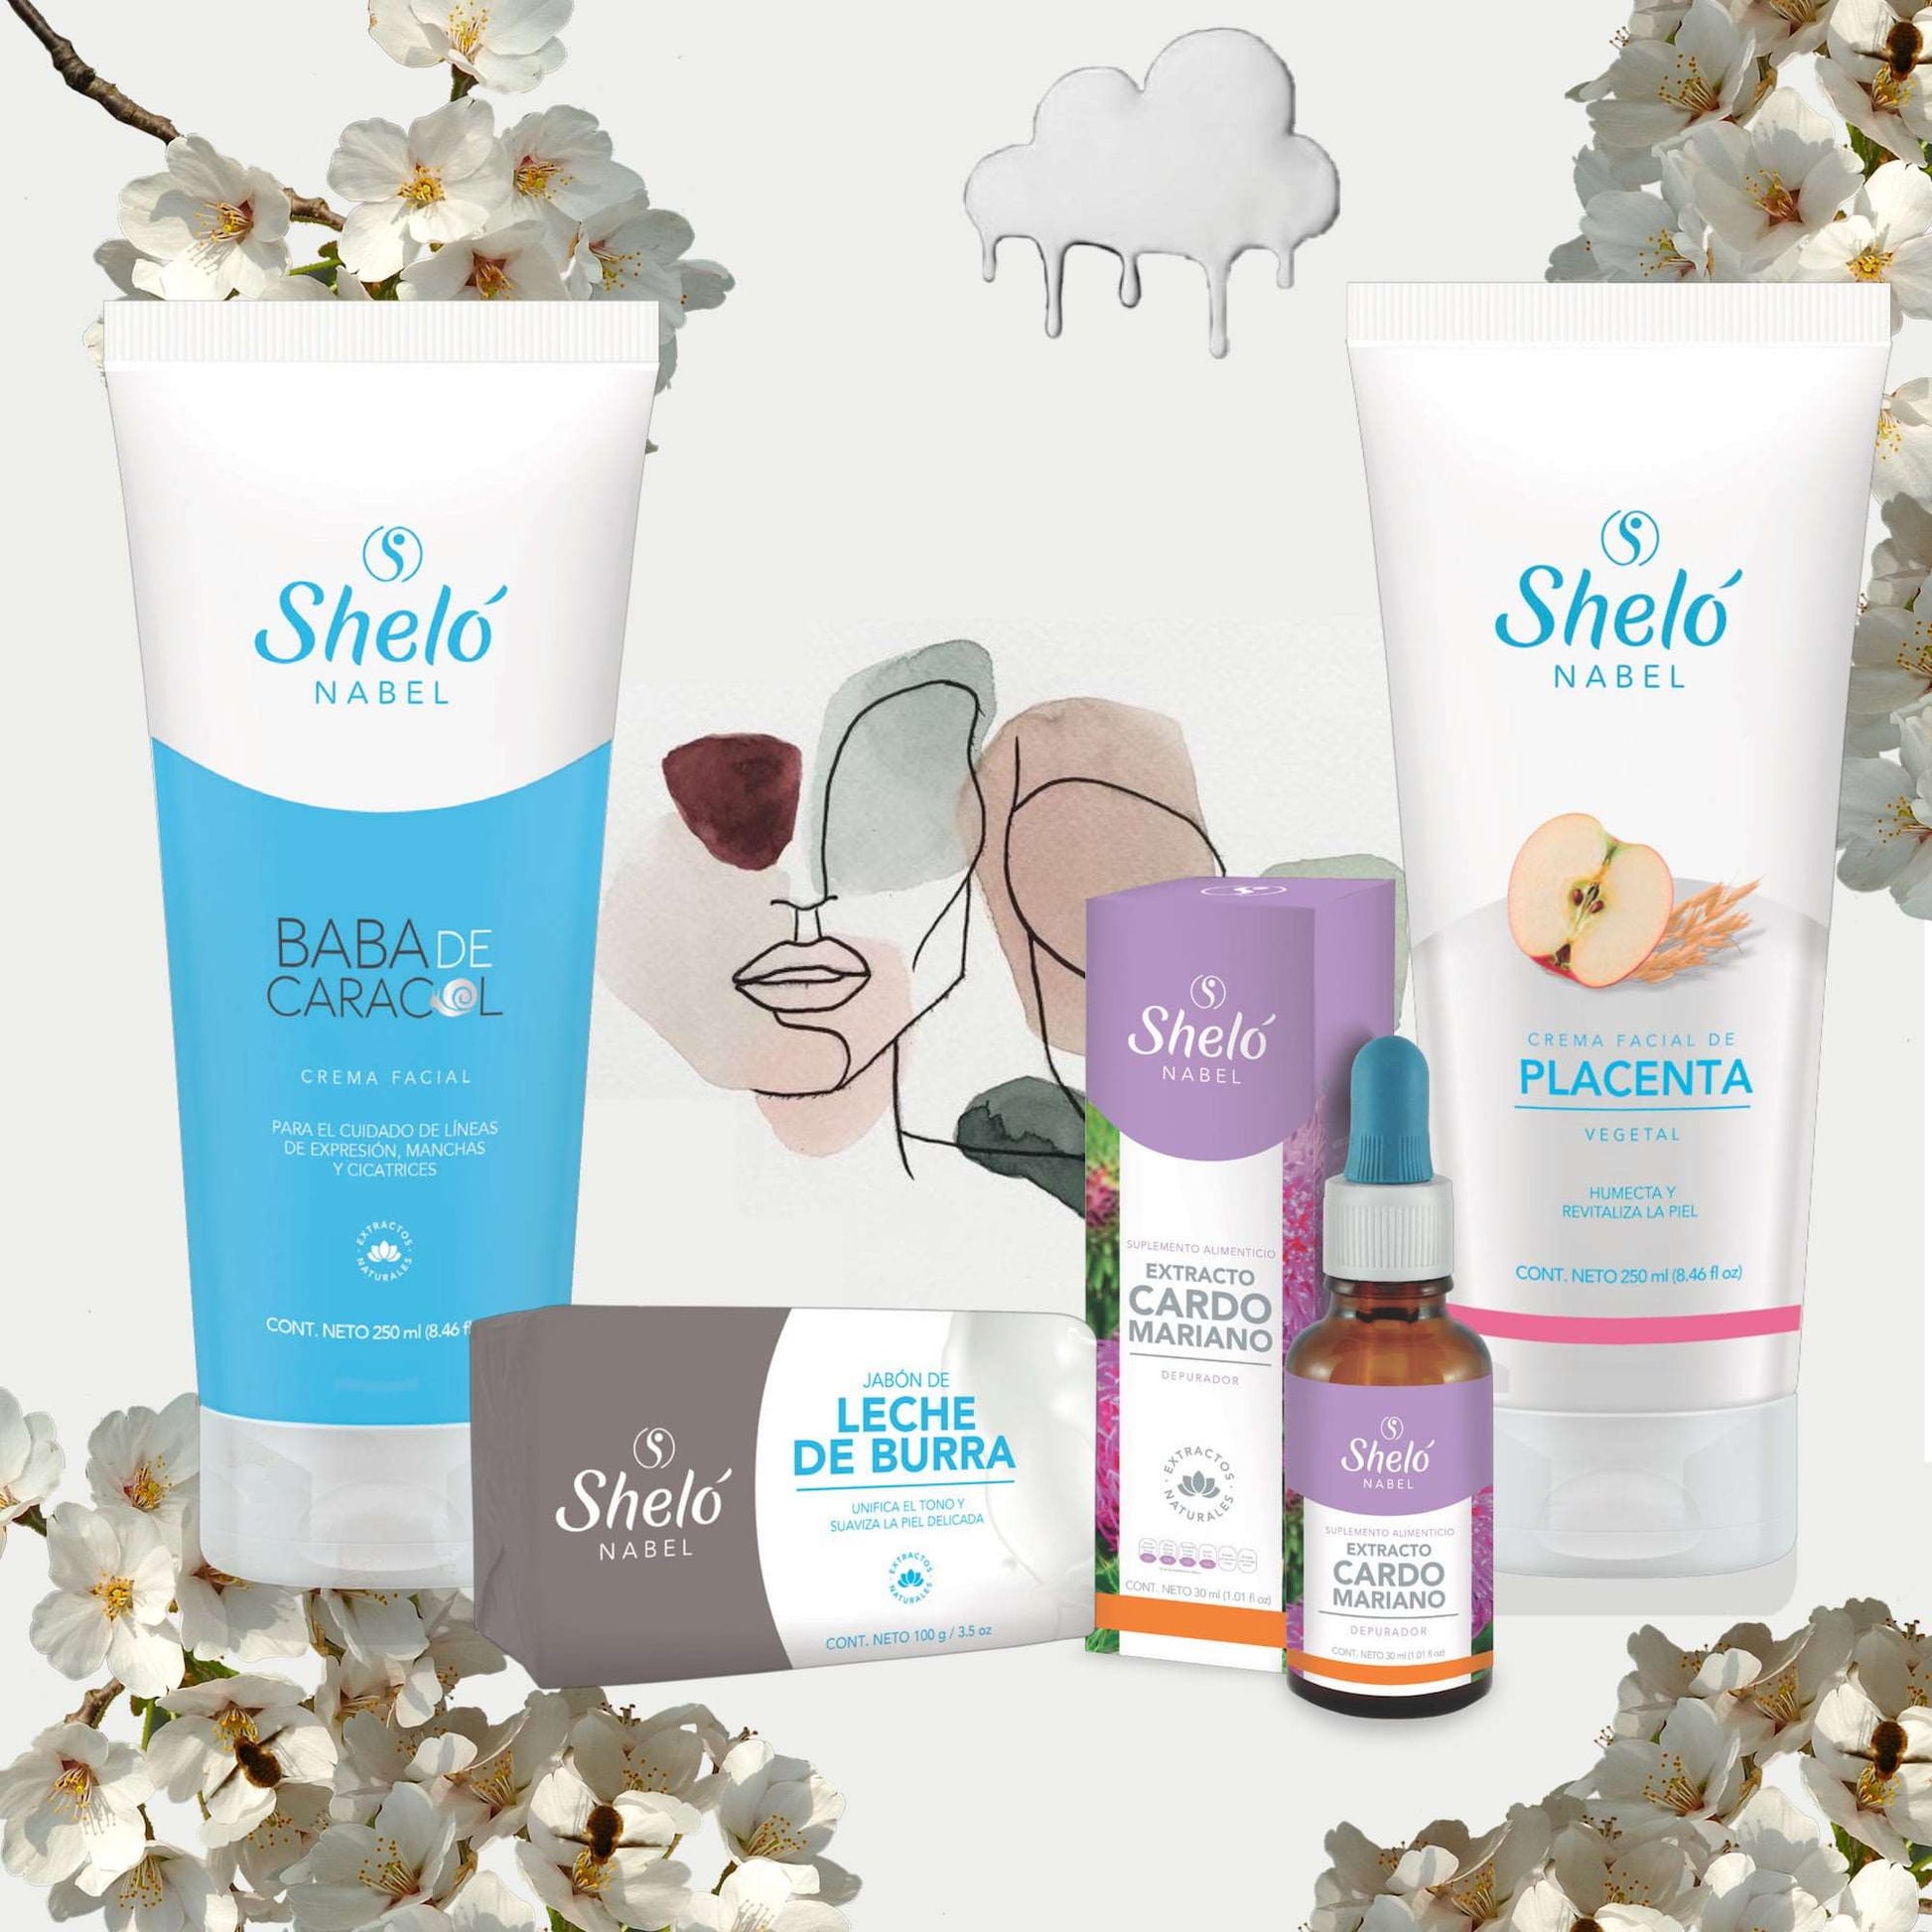 Sheló
NABEL
BABA DE
CARACOL
CREMA FACIAL
PARA EL CUIDADO DE LÍNEAS
DE EXPRESIÓN, MANCHAS
Y CICATRICES
EXTRACTOS NATURALES
CONT. NETO 250 ml (8.46 f
Sheló
NABEL
JABÓN DE
LECHE
DE BURRA
UNIFICA EL TONO Y
SUAVIZA LA PIEL DELICADA
EXTRACTOS NATURALES
CONT. NETO 100 g / 3.5 oz
Sheló
NABEL
SUPLEMENTO ALIMENTICIO
EXTRACTO
CARDO
MARIANO
DEPURADOR
EXTRACTOS NATURALES
CONT. NETO 30 ml (1.01 fl oz)
Sheló
NABEL
SUPLEMENTO ALIMENTICIO
EXTRACTO
CARDO
MARIANO
DEPURADOR
CONT. NETO 30 ml (1.01 fl oz)
Sheló
NABEL
CREMA FACIAL DE
PLACENTA
VEGETAL
HUMECTA Y
REVITALIZA LA PIEL
CONT. NETO 250 ml (8.46 fl oz)